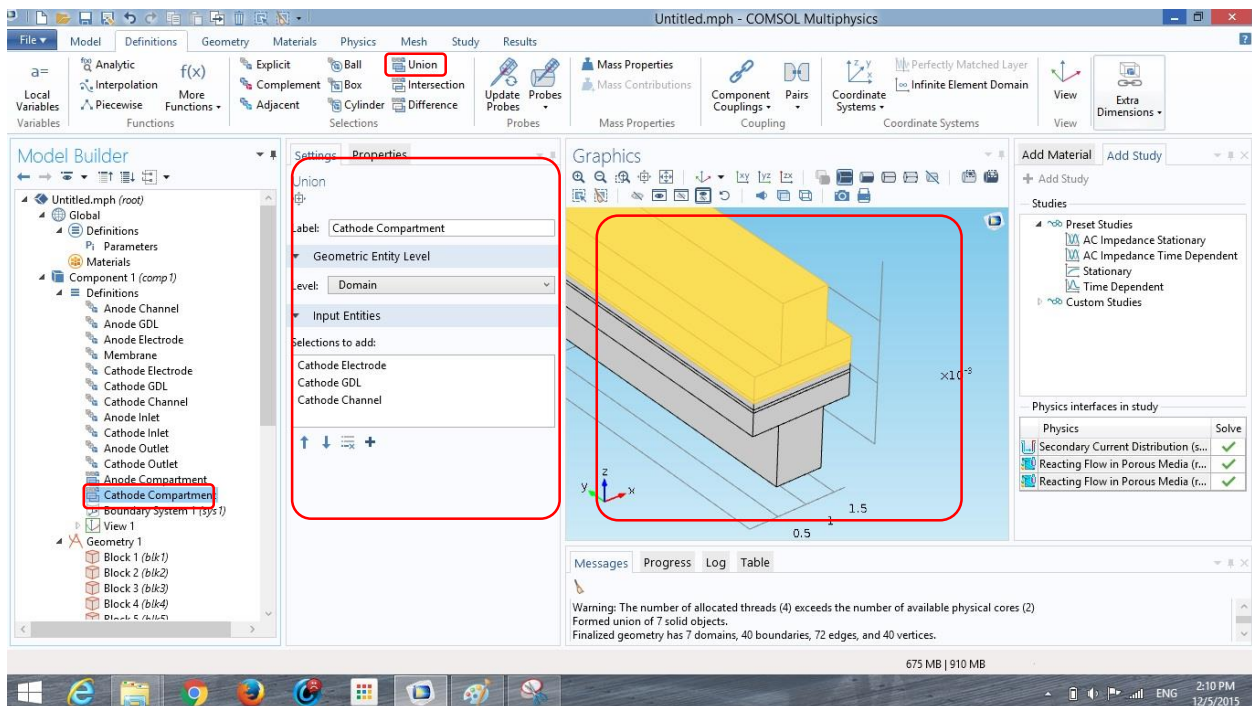 Untitled.mph - COMSOL Multiphysics
File Model Definitions Geometry Materials Physics Mesh Study Results
a= Local Variables
Variables
Analytic
Interpolation
Piecewise
f(x) More Functions
Functions
Explicit Ball Union
Complement Box Intersection
Adjacent Cylinder Difference
Selections
Update Probes Probes
Probes
Mass Properties
Mass Contributions
Mass Properties
Component Couplings Pairs
Coupling
Coordinate Systems
Perfectly Matched Layer
Infinite Element Domain
Coordinate Systems
View
View
Extra Dimensions
Model Builder
Untitled.mph (root)
Global
Definitions
Pi Parameters
Materials
Component 1 (comp1)
Definitions
Anode Channel
Anode GDL
Anode Electrode
Membrane
Cathode Electrode
Cathode GDL
Cathode Channel
Anode Inlet
Cathode Inlet
Anode Outlet
Cathode Outlet
Anode Compartment
Cathode Compartment
Boundary System 1 (sys1)
View 1
Geometry 1
Block 1 (blk1)
Block 2 (blk2)
Block 3 (blk3)
Block 4 (blk4)
Block 5 (blk5)
Settings Properties
Union
Label: Cathode Compartment
Geometric Entity Level
Level: Domain
Input Entities
Selections to add:
Cathode Electrode
Cathode GDL
Cathode Channel
Graphics
xy yz zx
×10⁻³
z
y x
1.5
1
0.5
Messages Progress Log Table
Warning: The number of allocated threads (4) exceeds the number of available physical cores (2)
Formed union of 7 solid objects.
Finalized geometry has 7 domains, 40 boundaries, 72 edges, and 40 vertices.
Add Material Add Study
+ Add Study
Studies
Preset Studies
AC Impedance Stationary
AC Impedance Time Dependent
Stationary
Time Dependent
Custom Studies
Physics interfaces in study
Physics Solve
Secondary Current Distribution (s...
Reacting Flow in Porous Media (r...
Reacting Flow in Porous Media (r...
675 MB | 910 MB
ENG
2:10 PM
12/5/2015